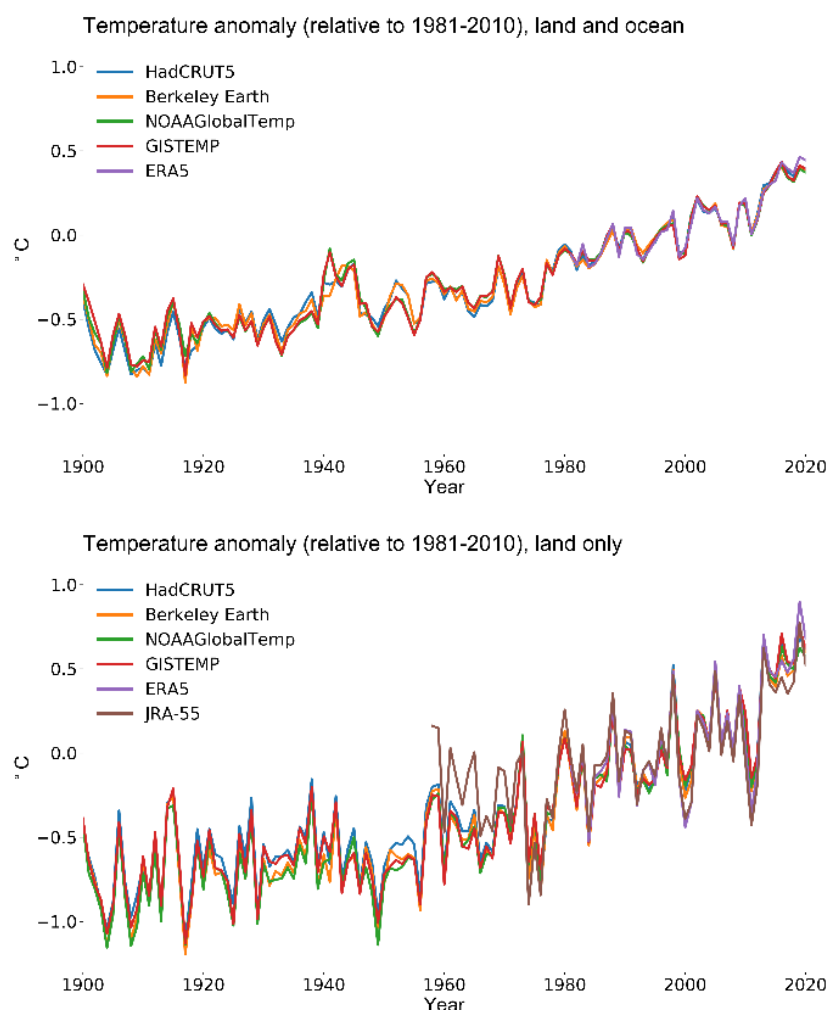 Temperature anomaly (relative to 1981-2010), land and ocean
1.0
HadCRUT5
Berkeley Earth
NOAAGlobalTemp
0.5
GISTEMP
ERA5
°C
0.0
−0.5
−1.0
1900 1920 1940 1960 1980 2000 2020
Year
Temperature anomaly (relative to 1981-2010), land only
1.0
HadCRUT5
Berkeley Earth
NOAAGlobalTemp
0.5
GISTEMP
ERA5
JRA-55
°C
0.0
−0.5
−1.0
1900 1920 1940 1960 1980 2000 2020
Year